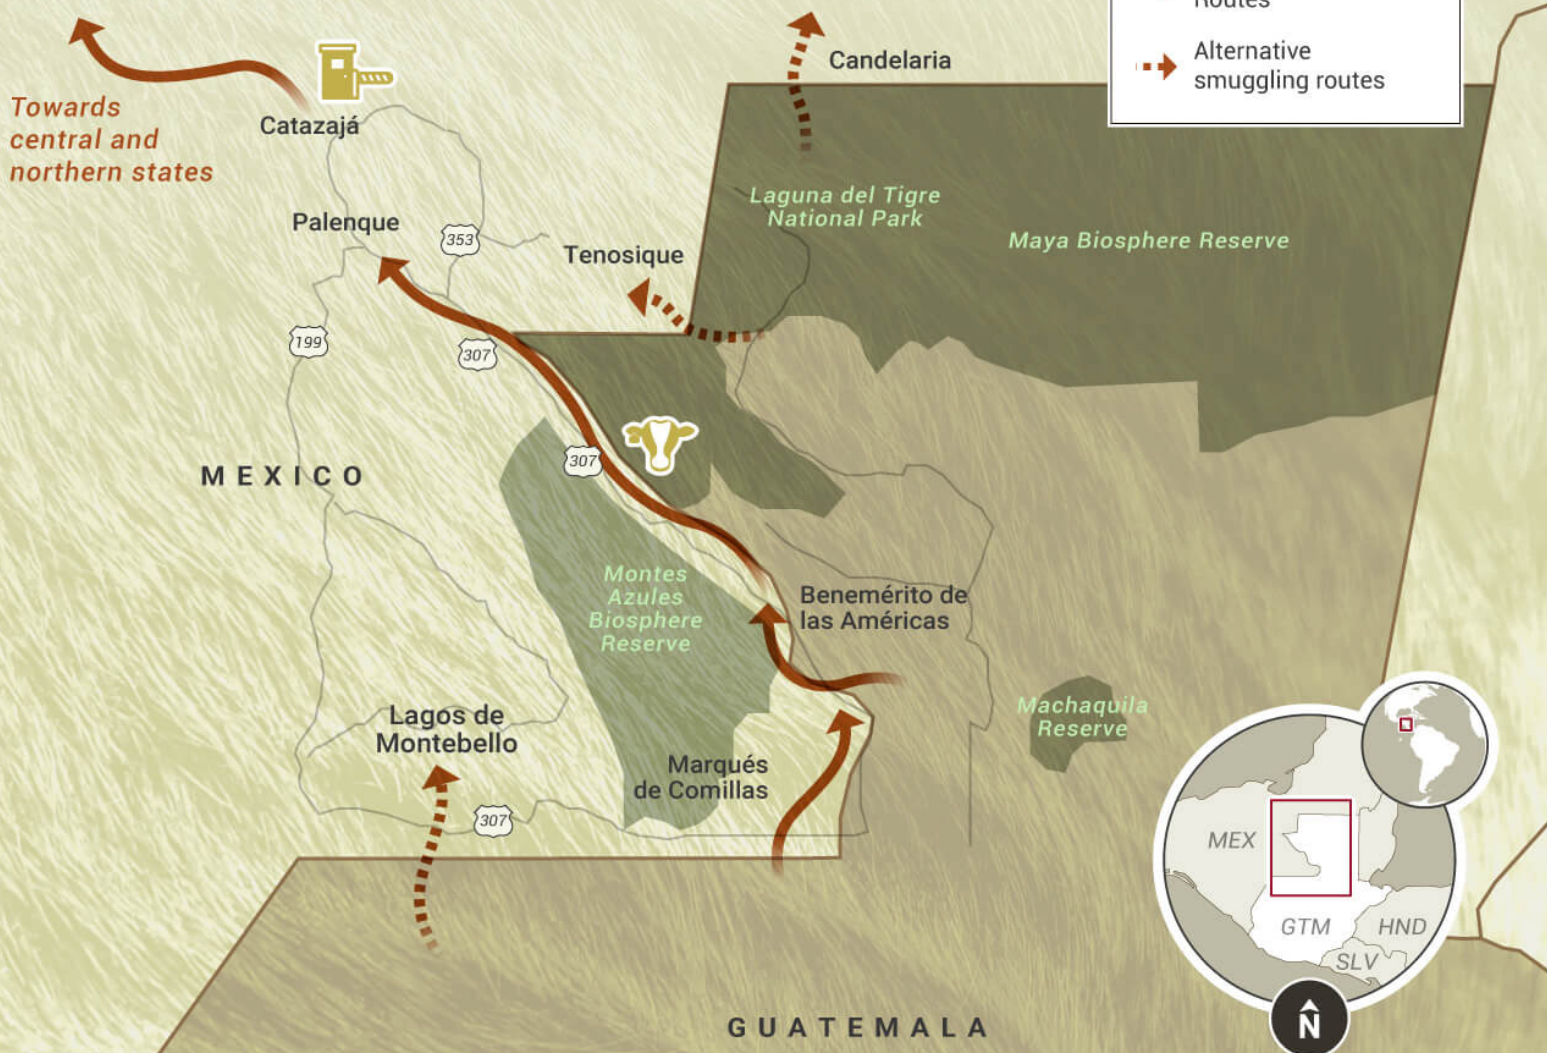 Routes
Alternative
smuggling routes
Candelaria
Towards
central and
northern states
Catazajá
Palenque
353
Tenosique
Laguna del Tigre
National Park
Maya Biosphere Reserve
199
307
MEXICO
307
Montes
Azules
Biosphere
Reserve
Benemérito de
las Américas
Lagos de
Montebello
Marqués
de Comillas
307
Machaquila
Reserve
MEX
GTM
HND
SLV
GUATEMALA
N